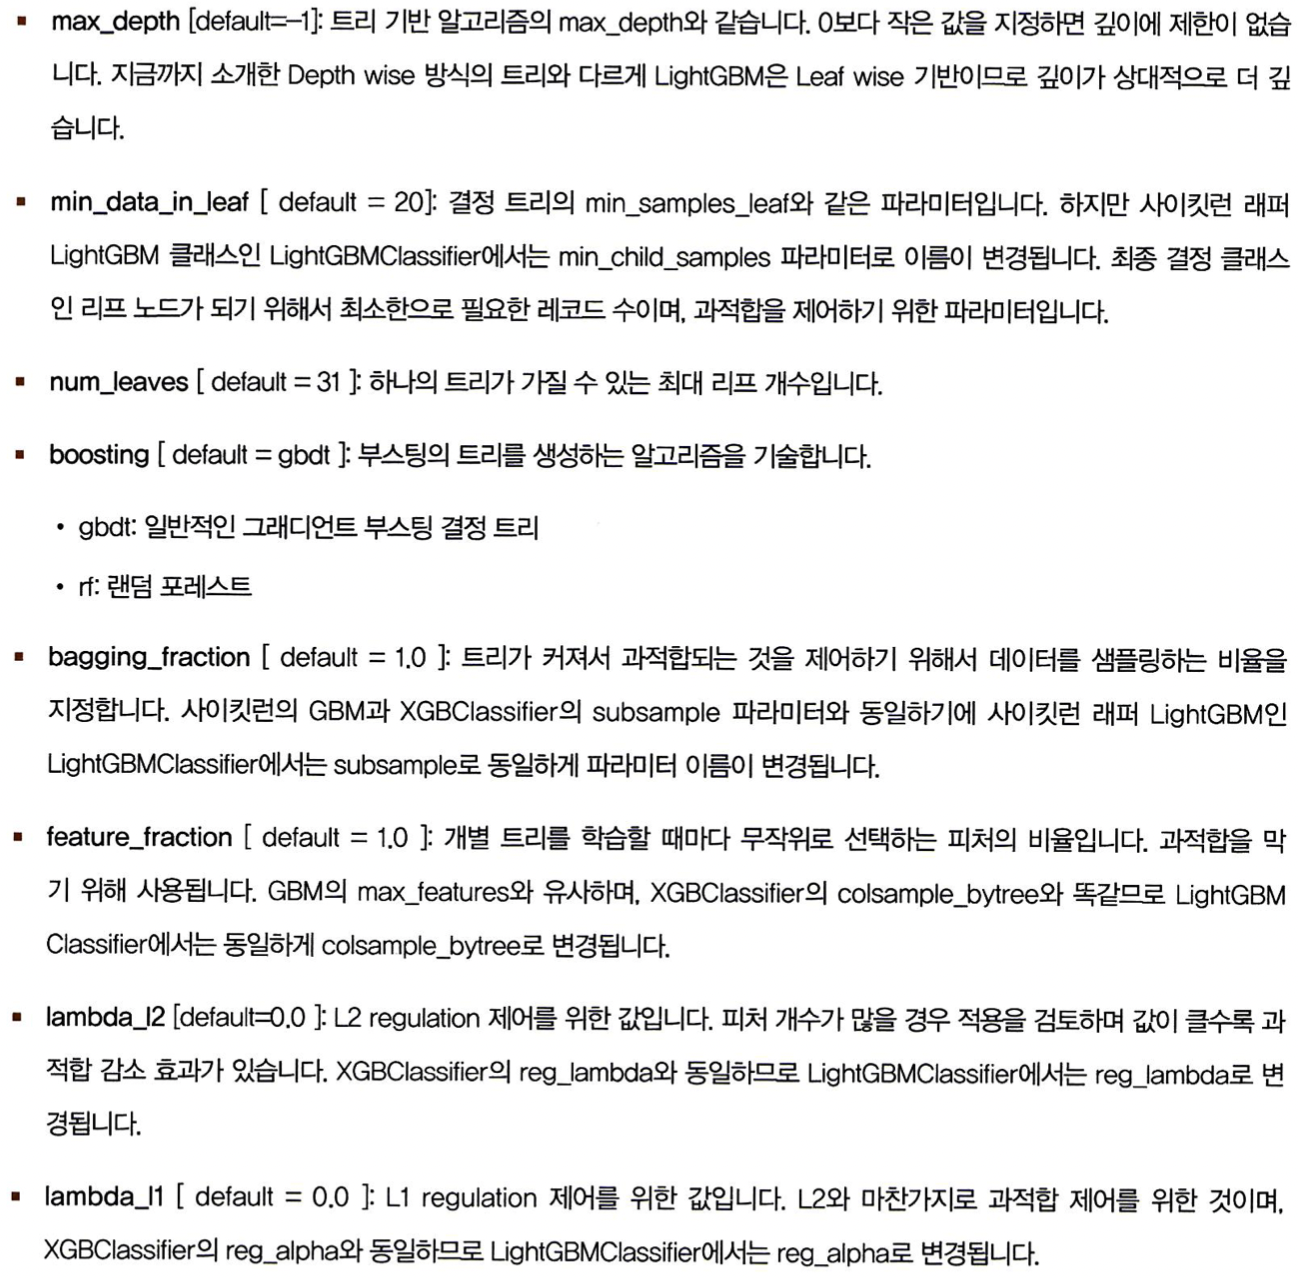 ▪ max_depth [default=-1]: 트리 기반 알고리즘의 max_depth와 같습니다. 0보다 작은 값을 지정하면 깊이에 제한이 없습
니다. 지금까지 소개한 Depth wise 방식의 트리와 다르게 LightGBM은 Leaf wise 기반이므로 깊이가 상대적으로 더 깊
습니다.
▪ min_data_in_leaf [ default = 20]: 결정 트리의 min_samples_leaf와 같은 파라미터입니다. 하지만 사이킷런 래퍼
LightGBM 클래스인 LightGBMClassifier에서는 min_child_samples 파라미터로 이름이 변경됩니다. 최종 결정 클래스
인 리프 노드가 되기 위해서 최소한으로 필요한 레코드 수이며, 과적합을 제어하기 위한 파라미터입니다.
▪ num_leaves [ default = 31 ]: 하나의 트리가 가질 수 있는 최대 리프 개수입니다.
▪ boosting [ default = gbdt ]: 부스팅의 트리를 생성하는 알고리즘을 기술합니다.
• gbdt: 일반적인 그래디언트 부스팅 결정 트리
• rf: 랜덤 포레스트
▪ bagging_fraction [ default = 1.0 ]: 트리가 커져서 과적합되는 것을 제어하기 위해서 데이터를 샘플링하는 비율을
지정합니다. 사이킷런의 GBM과 XGBClassifier의 subsample 파라미터와 동일하기에 사이킷런 래퍼 LightGBM인
LightGBMClassifier에서는 subsample로 동일하게 파라미터 이름이 변경됩니다.
▪ feature_fraction [ default = 1.0 ]: 개별 트리를 학습할 때마다 무작위로 선택하는 피처의 비율입니다. 과적합을 막
기 위해 사용됩니다. GBM의 max_features와 유사하며, XGBClassifier의 colsample_bytree와 똑같므로 LightGBM
Classifier에서는 동일하게 colsample_bytree로 변경됩니다.
▪ lambda_l2 [default=0.0 ]: L2 regulation 제어를 위한 값입니다. 피처 개수가 많을 경우 적용을 검토하며 값이 클수록 과
적합 감소 효과가 있습니다. XGBClassifier의 reg_lambda와 동일하므로 LightGBMClassifier에서는 reg_lambda로 변
경됩니다.
▪ lambda_l1 [ default = 0.0 ]: L1 regulation 제어를 위한 값입니다. L2와 마찬가지로 과적합 제어를 위한 것이며,
XGBClassifier의 reg_alpha와 동일하므로 LightGBMClassifier에서는 reg_alpha로 변경됩니다.